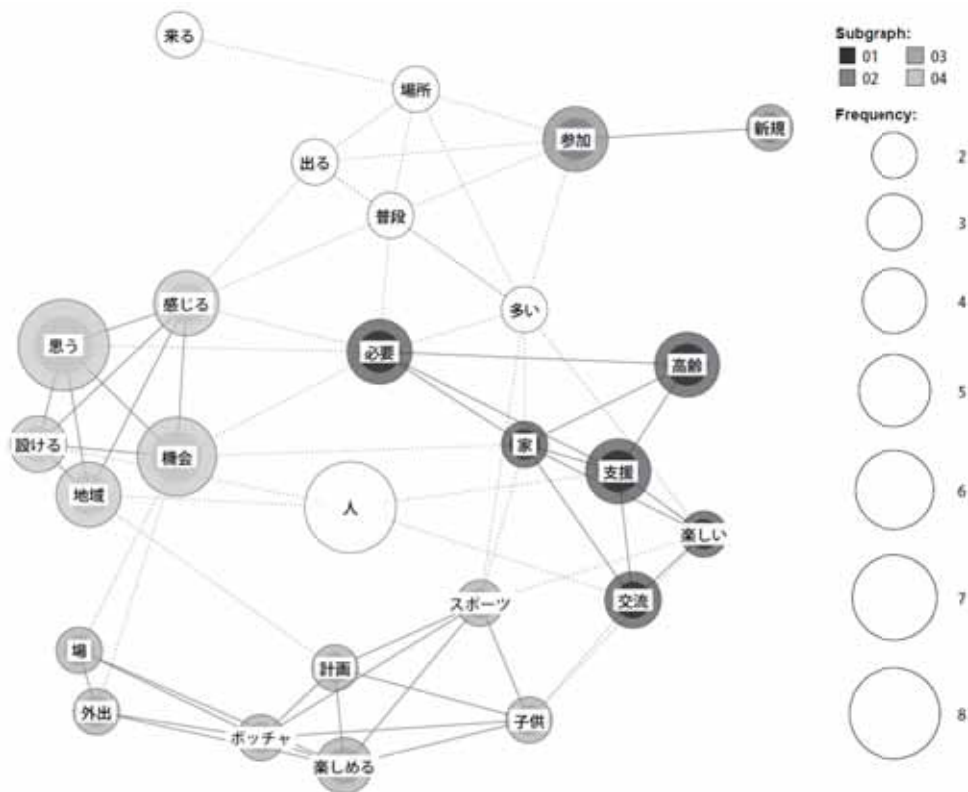 来る
場所
参加
新規
出る
普段
感じる
多い
思う
必要
高齢
設ける
機会
家
支援
地域
人
楽しい
スポーツ
交流
場
計画
外出
ボッチャ
子供
楽しめる
Subgraph:
01 03
02 04
Frequency:
2
3
4
5
6
7
8